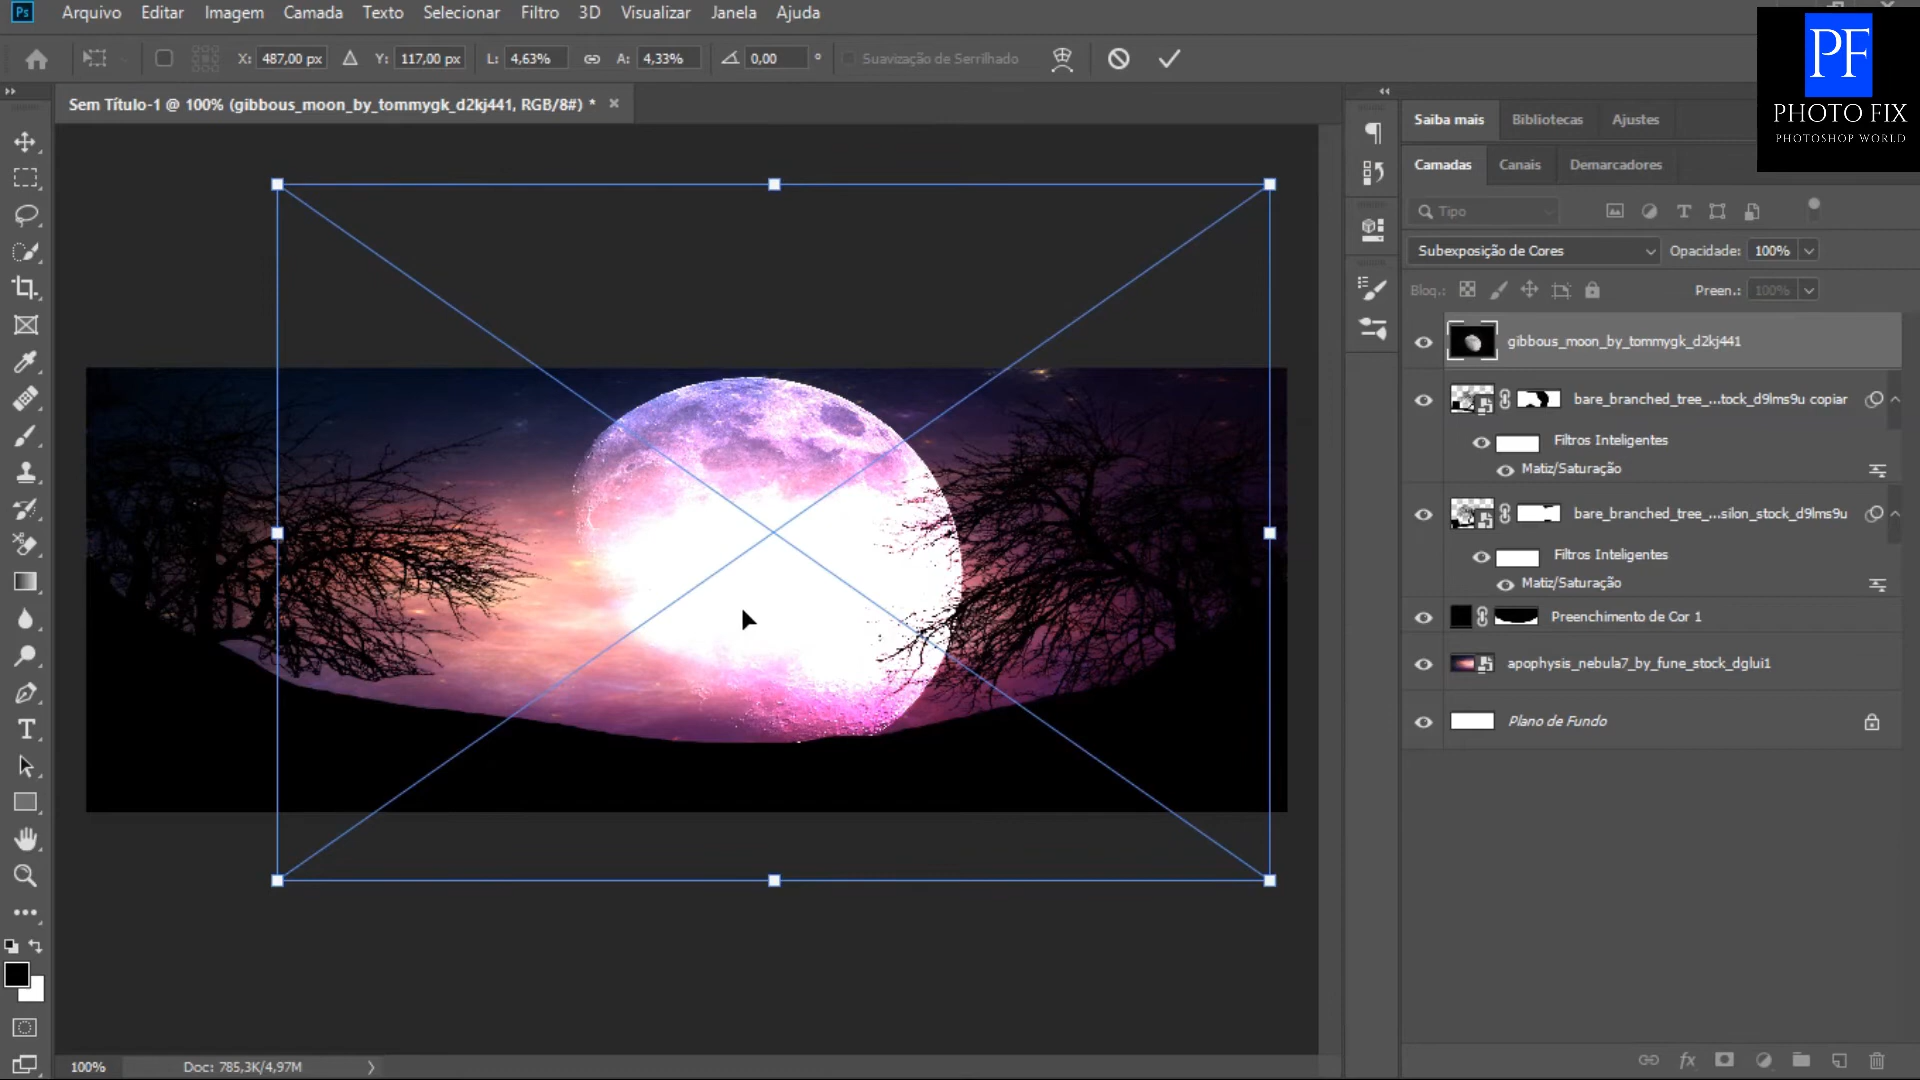 Ps Arquivo Editar Imagem Camada Texto Selecionar Filtro 3D Visualizar Janela Ajuda
X: 487,00 px Y: 117,00 px L: 4,63% A: 4,33% 0,00 ° Suavização de Serrilhado
PF
PHOTO FIX
PHOTOSHOP WORLD
Sem Título-1 @ 100% (gibbous_moon_by_tommygk_d2kj441, RGB/8#) *
Saiba mais Bibliotecas Ajustes
Camadas Canais Demarcadores
Tipo
Subexposição de Cores Opacidade: 100%
Bloq.: Preen.: 100%
gibbous_moon_by_tommygk_d2kj441
bare_branched_tree_...tock_d9lms9u copiar
Filtros Inteligentes
Matiz/Saturação
bare_branched_tree_...silon_stock_d9lms9u
Filtros Inteligentes
Matiz/Saturação
Preenchimento de Cor 1
apophysis_nebula7_by_fune_stock_dglui1
Plano de Fundo
100% Doc: 785,3K/4,97M
fx